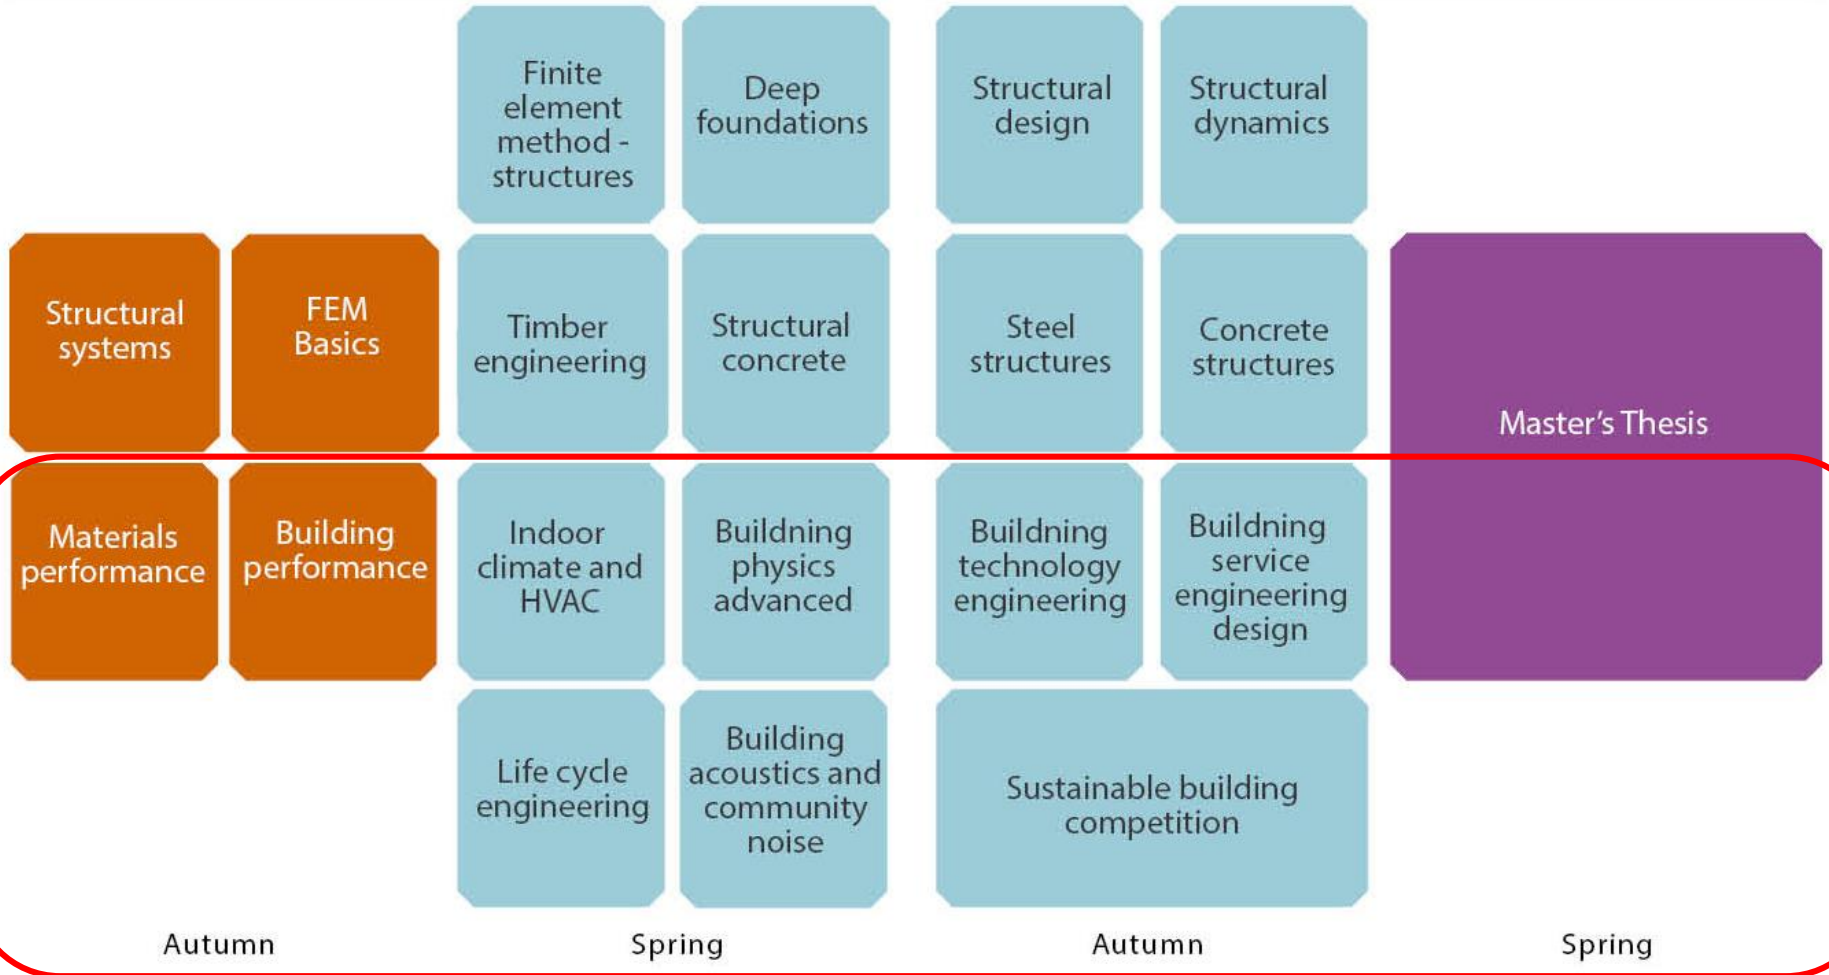 Finite
element
method -
structures
Deep
foundations
Structural
design
Structural
dynamics
Structural
systems
FEM
Basics
Timber
engineering
Structural
concrete
Steel
structures
Concrete
structures
Master's Thesis
Materials
performance
Building
performance
Indoor
climate and
HVAC
Buildning
physics
advanced
Buildning
technology
engineering
Buildning
service
engineering
design
Life cycle
engineering
Building
acoustics and
community
noise
Sustainable building
competition
Autumn
Spring
Autumn
Spring